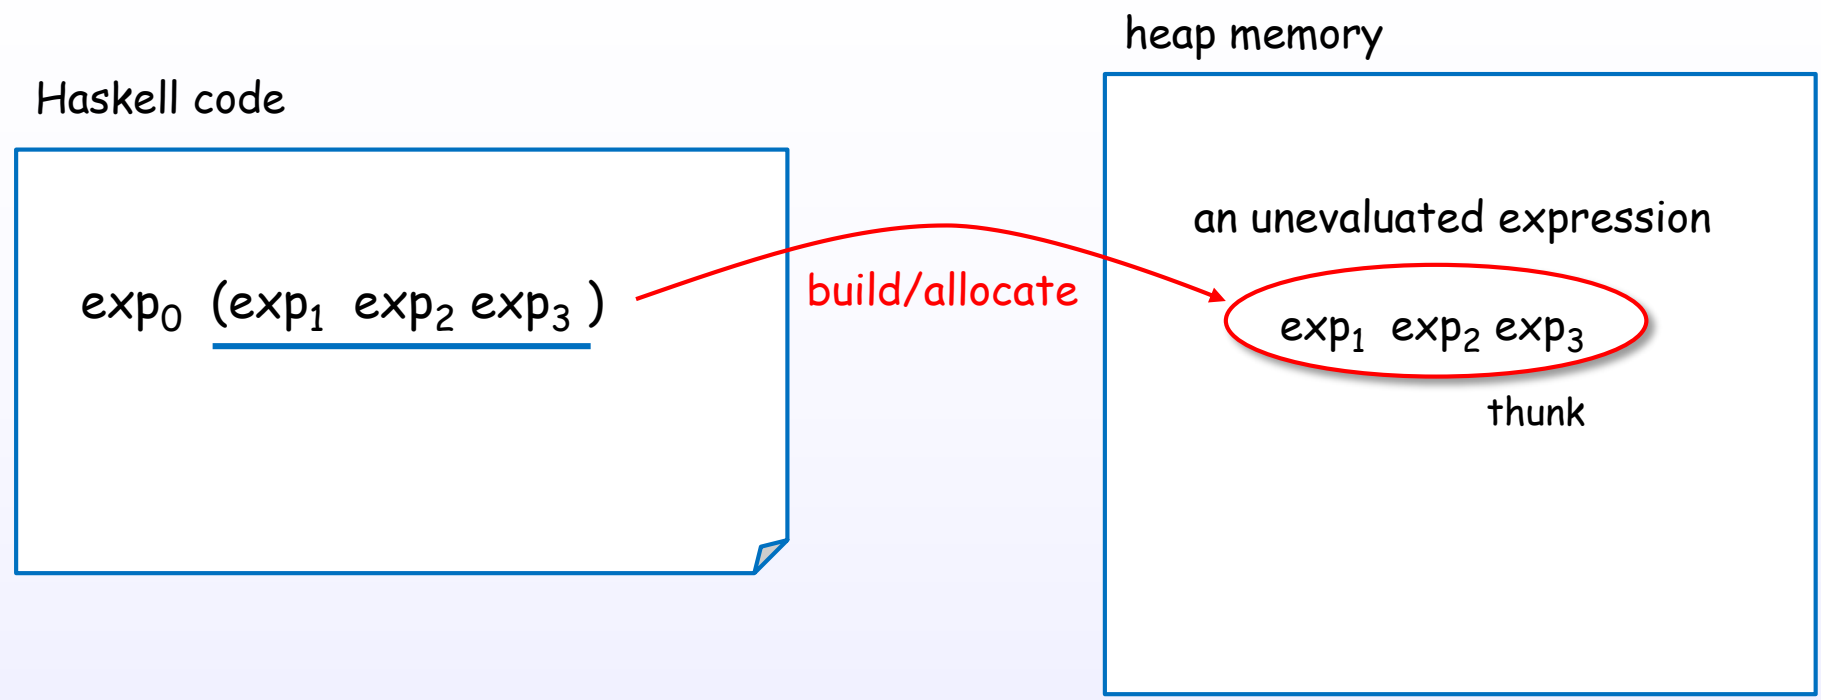 heap memory
Haskell code
an unevaluated expression
exp₀ (exp₁ exp₂ exp₃ )
build/allocate
exp₁ exp₂ exp₃
thunk